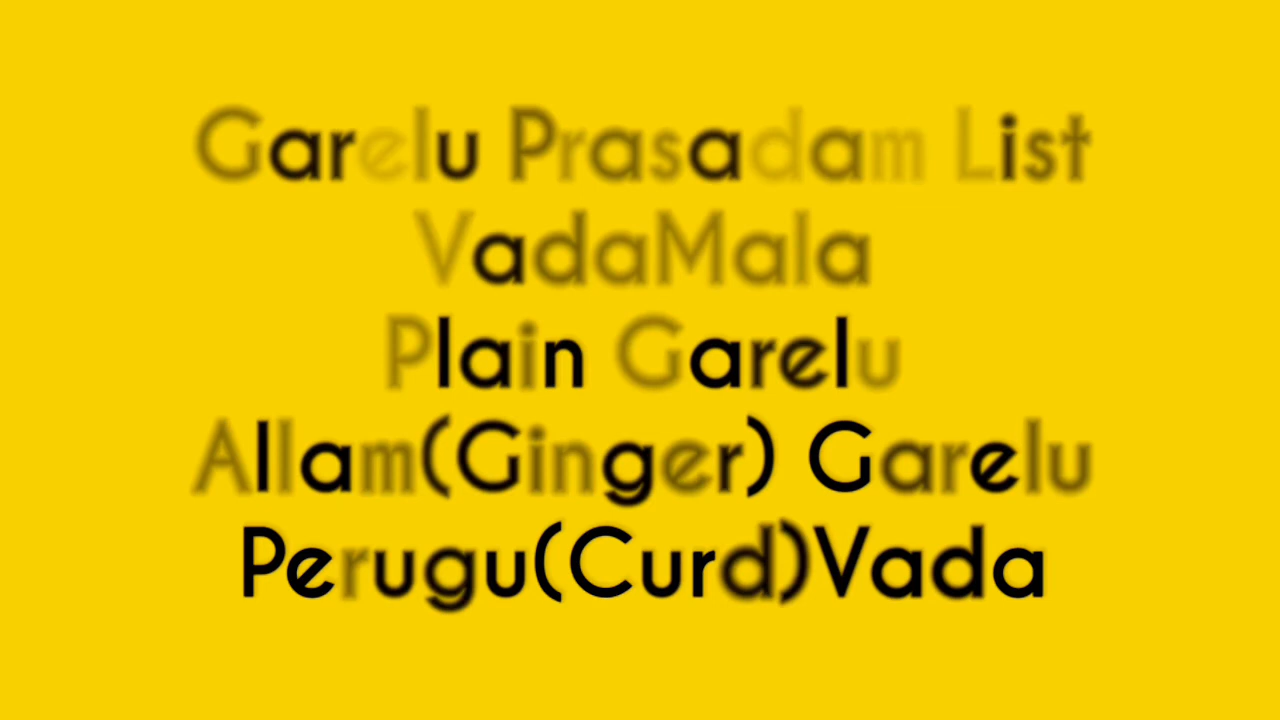 Garelu Prasadam List
VadaMala
Plain Garelu
Allam(Ginger) Garelu
Perugu(Curd)Vada